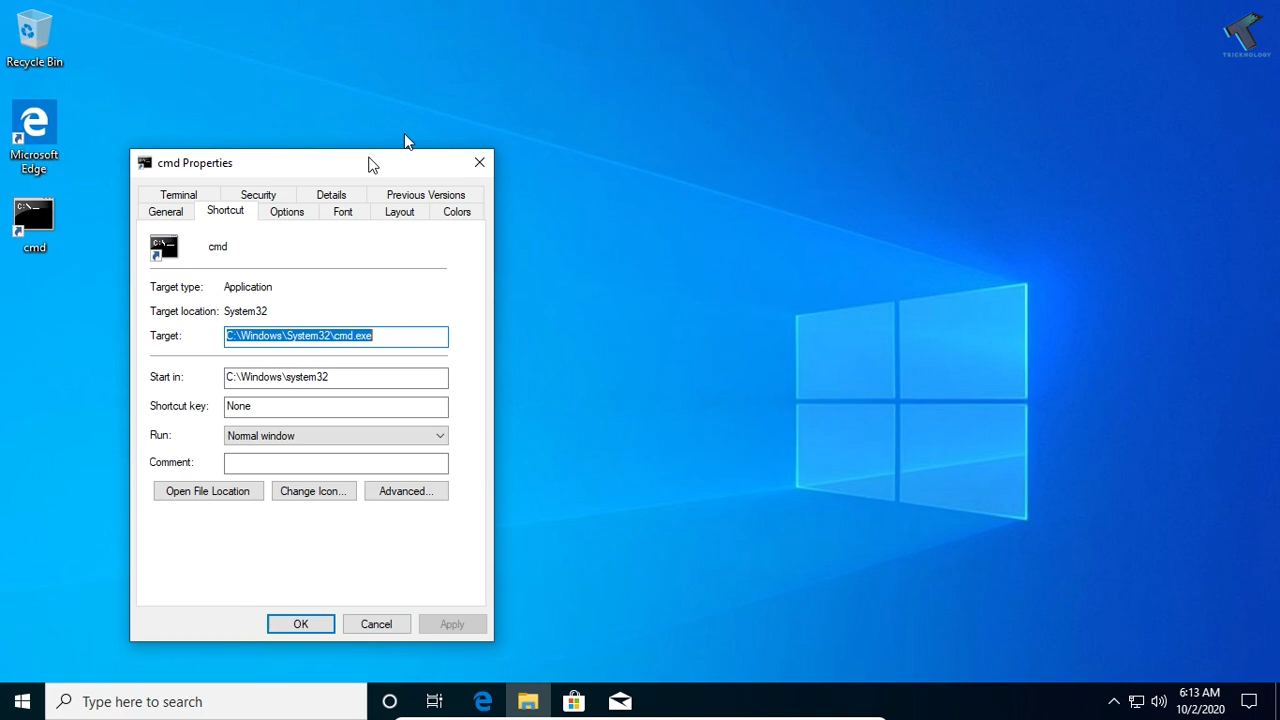 Recycle Bin
TRICKNOLOGY
Microsoft
Edge
cmd
cmd Properties
Terminal Security Details Previous Versions
General Shortcut Options Font Layout Colors
cmd
Target type: Application
Target location: System32
Target: C:\Windows\System32\cmd.exe
Start in: C:\Windows\system32
Shortcut key: None
Run: Normal window
Comment:
Open File Location Change Icon... Advanced...
OK Cancel Apply
Type here to search
6:13 AM
10/2/2020